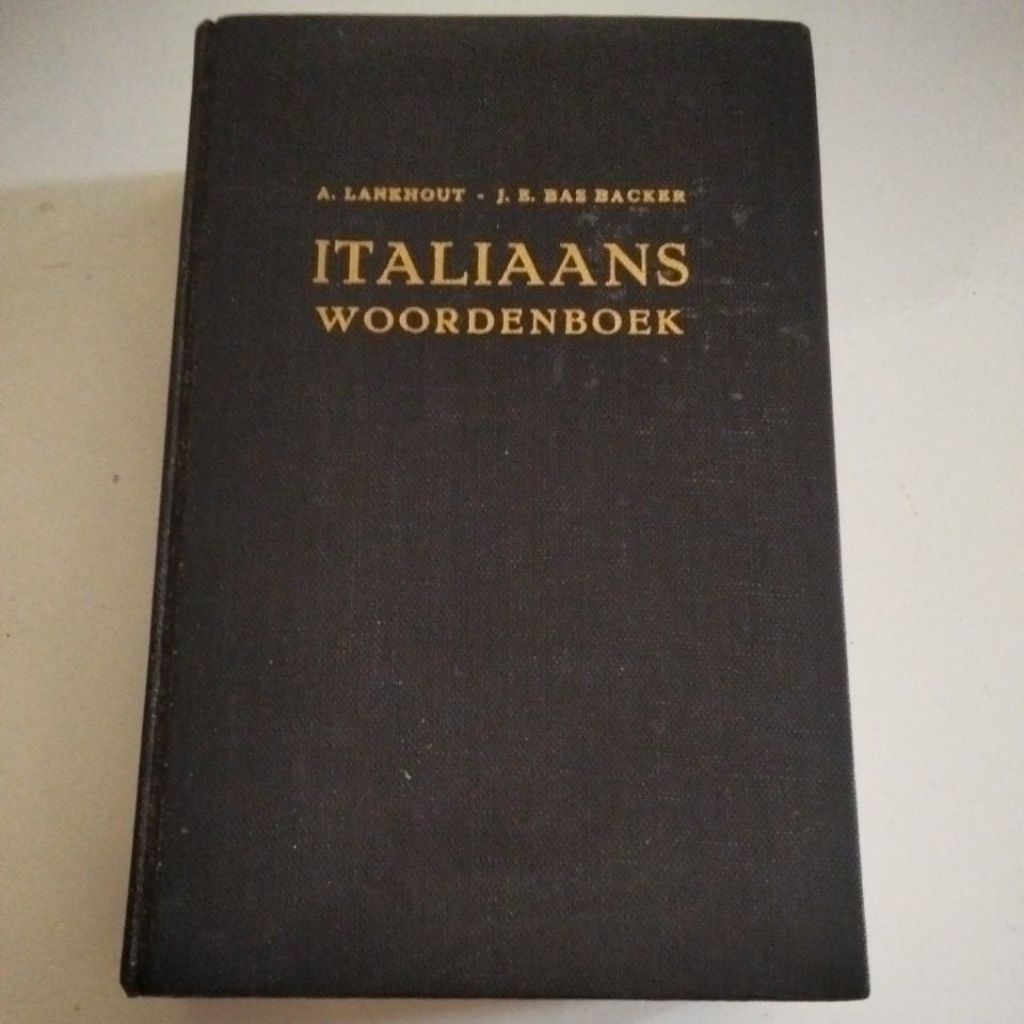 A. LANKHOUT - J. E. BAS BACKER
ITALIAANS
WOORDENBOEK